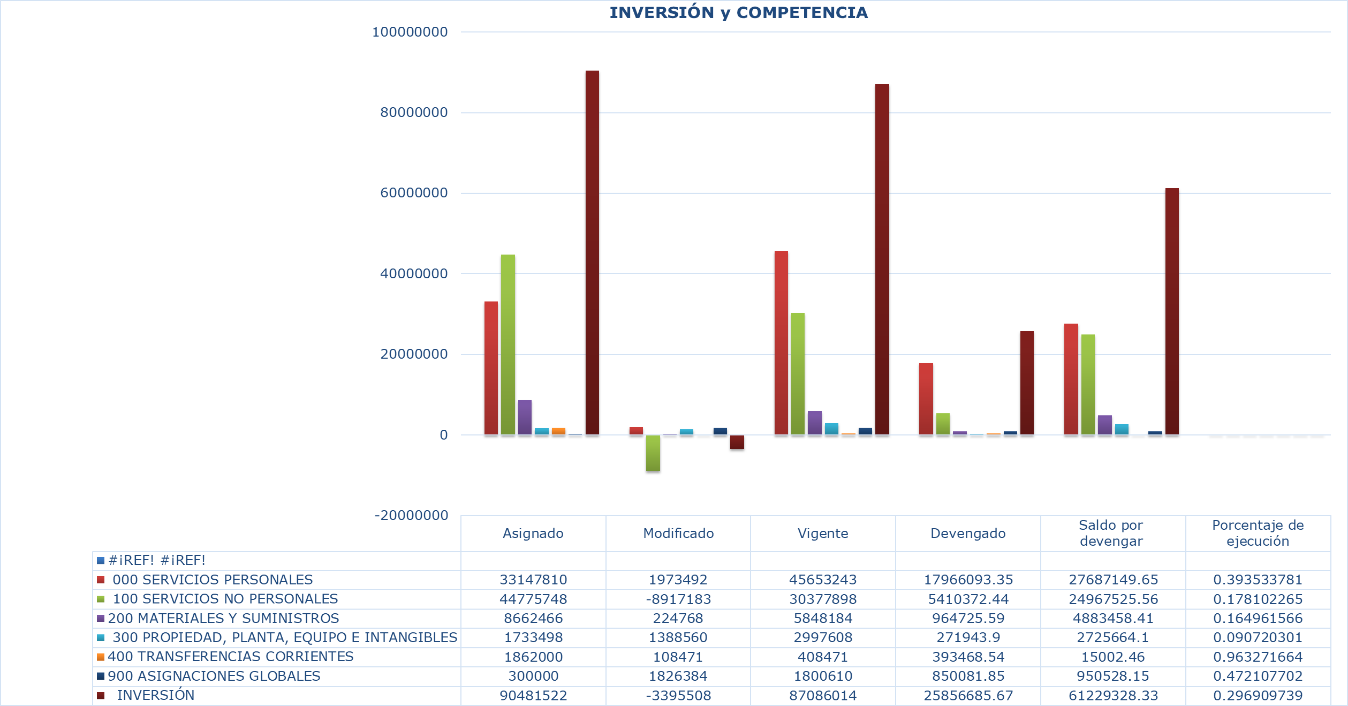 INVERSIÓN y COMPETENCIA
100000000
80000000
60000000
40000000
20000000
0
-20000000
Asignado Modificado Vigente Devengado Saldo por devengar Porcentaje de ejecución
#¡REF! #¡REF!
000 SERVICIOS PERSONALES 33147810 1973492 45653243 17966093.35 27687149.65 0.393533781
100 SERVICIOS NO PERSONALES 44775748 -8917183 30377898 5410372.44 24967525.56 0.178102265
200 MATERIALES Y SUMINISTROS 8662466 224768 5848184 964725.59 4883458.41 0.164961566
300 PROPIEDAD, PLANTA, EQUIPO E INTANGIBLES 1733498 1388560 2997608 271943.9 2725664.1 0.090720301
400 TRANSFERENCIAS CORRIENTES 1862000 108471 408471 393468.54 15002.46 0.963271664
900 ASIGNACIONES GLOBALES 300000 1826384 1800610 850081.85 950528.15 0.472107702
INVERSIÓN 90481522 -3395508 87086014 25856685.67 61229328.33 0.296909739